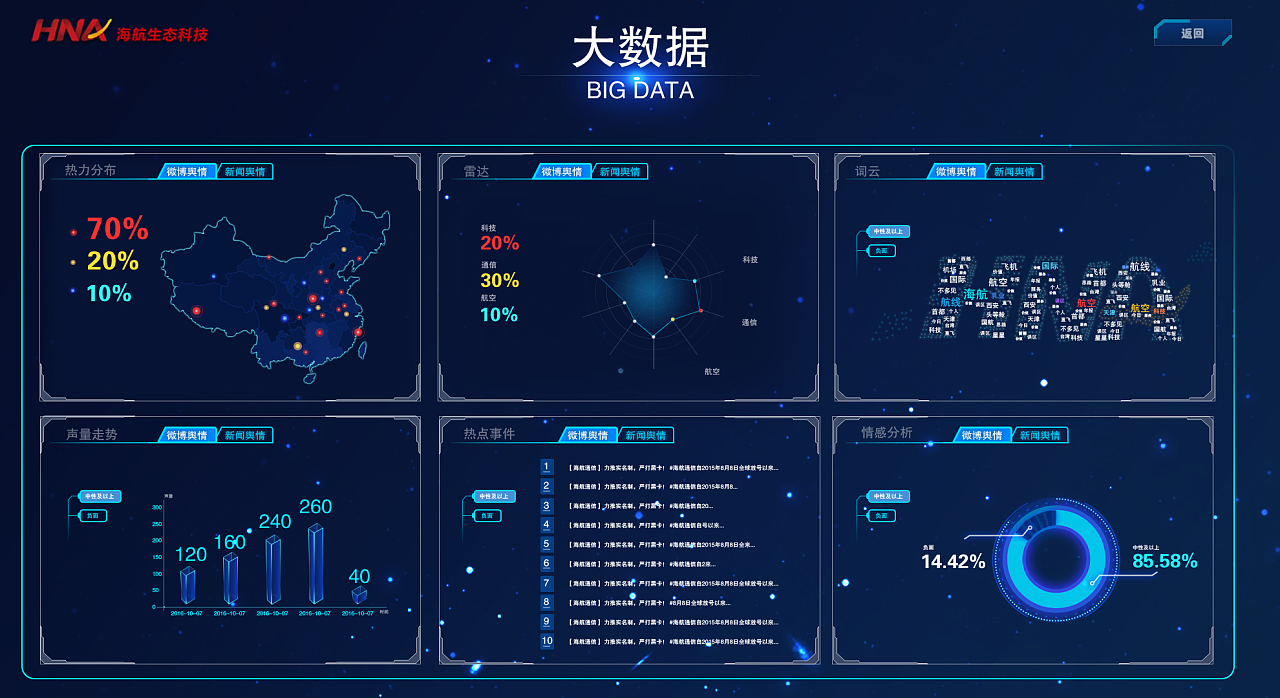 HNA 海航生态科技
大数据
BIG DATA
返回
热力分布
微博舆情
新闻舆情
70%
20%
10%
雷达
微博舆情
新闻舆情
科技
20%
通信
30%
航空
10%
科技
通信
航空
词云
微博舆情
新闻舆情
中性及以上
负面
飞机
国际
航线
机场
国际
航空
飞机
首都
海航
航线
航空
航空
国际
科技
声量走势
微博舆情
新闻舆情
中性及以上
负面
声量
300
250
200
150
100
50
0
120
160
240
260
40
2016-10-07
2016-10-07
2016-10-07
2016-10-07
2016-10-07
时间
热点事件
微博舆情
新闻舆情
中性及以上
负面
1 【 海航通信 】 力推实名制，严打黑卡！ #海航通信自2015年8月8日全球放号以来...
2 【 海航通信 】 力推实名制，严打黑卡！ #海航通信自2015年8月8...
3 【 海航通信 】 力推实名制，严打黑卡！ #海航通信自20...
4 【 海航通信 】 力推实名制，严打黑卡！ #海航通信自号以来...
5 【 海航通信 】 力推实名制，严打黑卡！ #海航通信自2015年8月8日全来...
6 【 海航通信 】 力推实名制，严打黑卡！ #海航通信自2来...
7 【 海航通信 】 力推实名制，严打黑卡！ #海航通信自2015年8月8日全球放号以来...
8 【 海航通信 】 力推实名制，严打黑卡！ #8月8日全球放号以来...
9 【 海航通信 】 力推实名制，严打黑卡！ #海航通信自2015年8月8日全球放号以来...
10 【 海航通信 】 力推实名制，严打黑卡！ #海航通信自2015年8月8日全球放号以来...
情感分析
微博舆情
新闻舆情
中性及以上
负面
负面
14.42%
中性及以上
85.58%